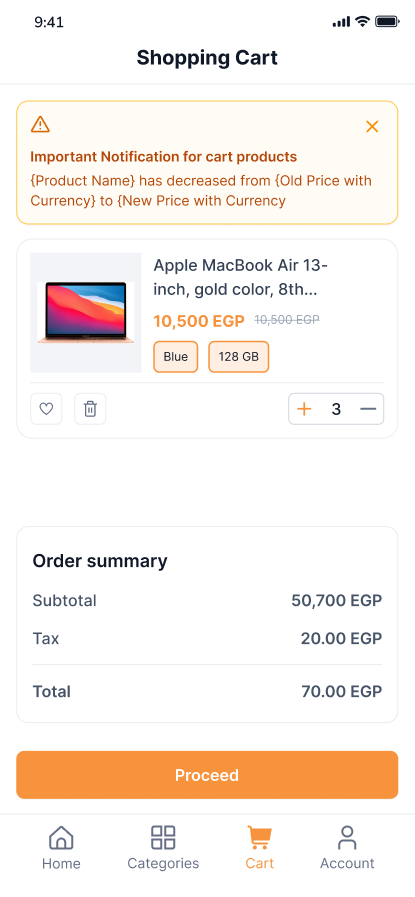 9:41
Shopping Cart
Important Notification for cart products
{Product Name} has decreased from {Old Price with
Currency} to {New Price with Currency
Apple MacBook Air 13-
inch, gold color, 8th...
10,500 EGP 10,500 EGP
Blue 128 GB
3
Order summary
Subtotal 50,700 EGP
Tax 20.00 EGP
Total 70.00 EGP
Proceed
Home Categories Cart Account